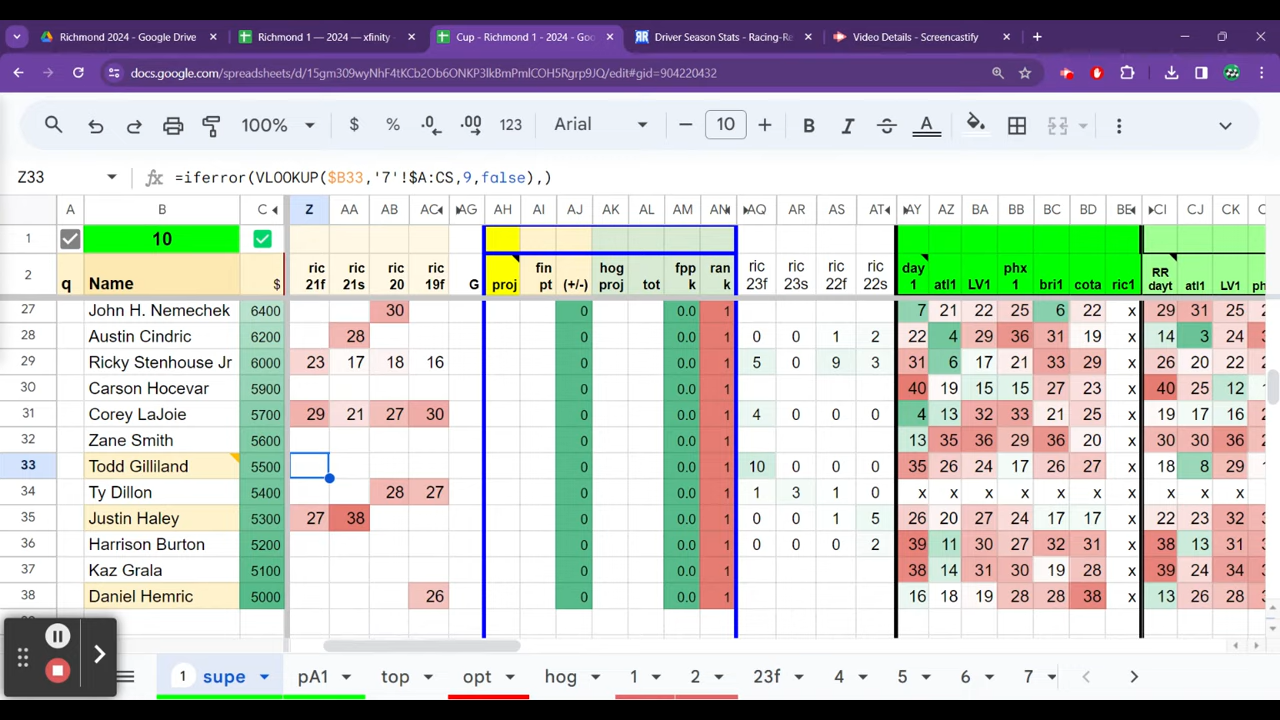 Richmond 2024 - Google Drive Richmond 1 — 2024 — xfinity Cup - Richmond 1 - 2024 - Goo Driver Season Stats - Racing-Re Video Details - Screencastify
docs.google.com/spreadsheets/d/15gm309wyNhF4tKCb2Ob6ONKP3lkBmPmlCOH5Rgrp9JQ/edit#gid=904220432
100% $ % .0 .00 123 Arial 10 B I A
Z33 =iferror(VLOOKUP($B33,'7'!$A:CS,9,false),)
A B C Z AA AB AC AG AH AI AJ AK AL AM AN AQ AR AS AT AY AZ BA BB BC BD BE CI CJ CK
1 10
2 q Name $ ric 21f ric 21s ric 20 ric 19f G proj fin pt (+/-) hog proj tot fpp k ran k ric 23f ric 23s ric 22f ric 22s day 1 atl1 LV1 phx 1 bri1 cota ric1 RR dayt atl1 LV1 ph
27 John H. Nemechek 6400 30 0 0.0 1 7 21 22 25 6 22 x 29 31 25
28 Austin Cindric 6200 28 0 0.0 1 0 0 1 2 22 4 29 36 31 19 x 14 3 24
29 Ricky Stenhouse Jr 6000 23 17 18 16 0 0.0 1 5 0 9 3 31 6 17 21 33 29 x 26 20 22
30 Carson Hocevar 5900 0 0.0 1 40 19 15 15 27 23 x 40 25 12
31 Corey LaJoie 5700 29 21 27 30 0 0.0 1 4 0 0 0 4 13 32 33 21 25 x 19 17 16
32 Zane Smith 5600 0 0.0 1 13 35 36 29 36 20 x 30 30 36
33 Todd Gilliland 5500 0 0.0 1 10 0 0 0 35 26 24 17 26 27 x 18 8 29
34 Ty Dillon 5400 28 27 0 0.0 1 1 3 1 0 x x x x x x x x x x
35 Justin Haley 5300 27 38 0 0.0 1 0 0 1 5 26 20 27 24 17 17 x 22 23 32
36 Harrison Burton 5200 0 0.0 1 0 0 0 2 39 11 30 27 32 31 x 38 13 31
37 Kaz Grala 5100 0 0.0 1 38 14 31 30 19 28 x 39 24 34
38 Daniel Hemric 5000 26 0 0.0 1 16 18 19 28 28 38 x 13 26 28
1 supe pA1 top opt hog 1 2 23f 4 5 6 7